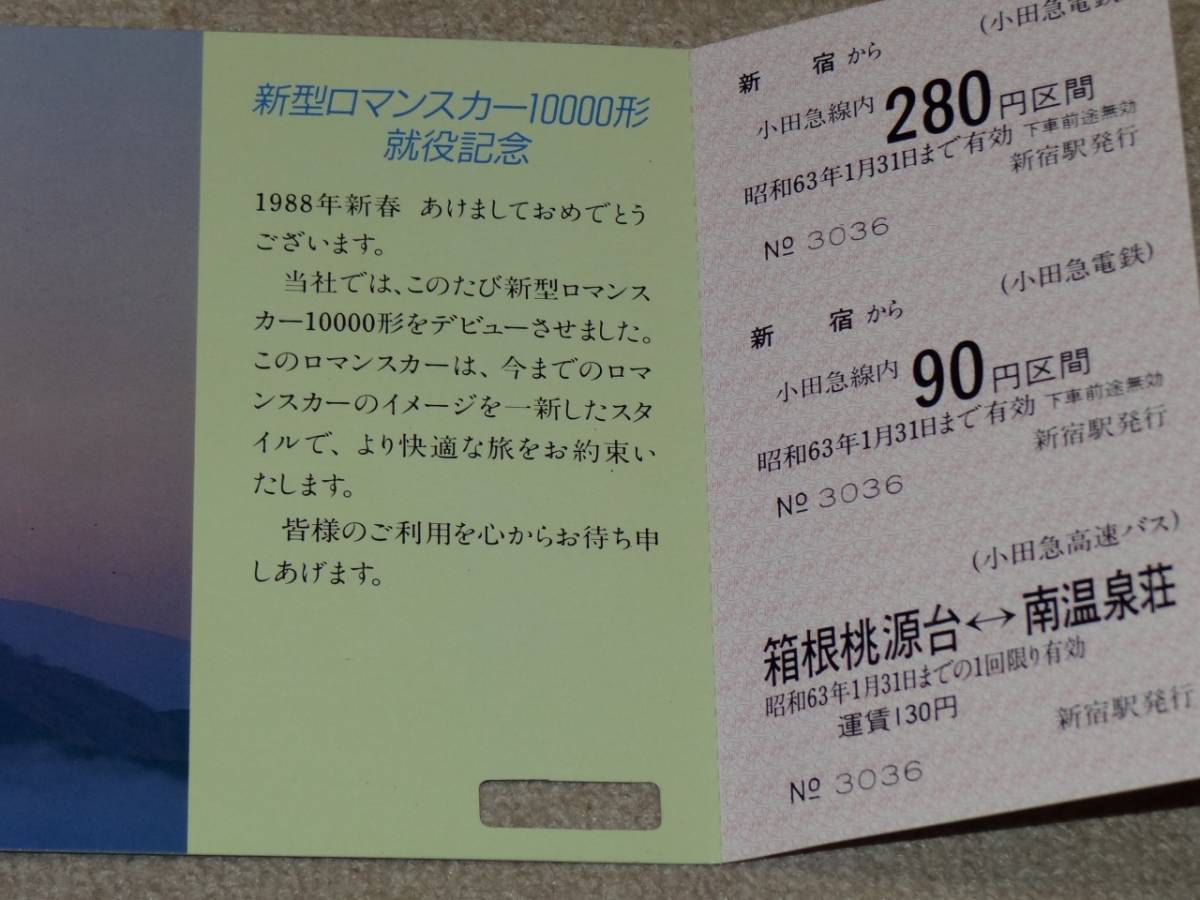 新型ロマンスカー10000形
就役記念
1988年新春 あけましておめでとう
ございます。
当社では、このたび新型ロマンス
カー10000形をデビューさせました。
このロマンスカーは、今までのロマ
ンスカーのイメージを一新したスタ
イルで、より快適な旅をお約束い
たします。
皆様のご利用を心からお待ち申
しあげます。
(小田急電鉄)
新 宿から
小田急線内 280円区間
昭和63年1月31日まで有効 下車前途無効
新宿駅発行
№ 3036
(小田急電鉄)
新 宿から
小田急線内 90円区間
昭和63年1月31日まで有効 下車前途無効
新宿駅発行
№ 3036
(小田急高速バス)
箱根桃源台↔南温泉荘
昭和63年1月31日までの1回限り有効
運賃130円
新宿駅発行
№ 3036